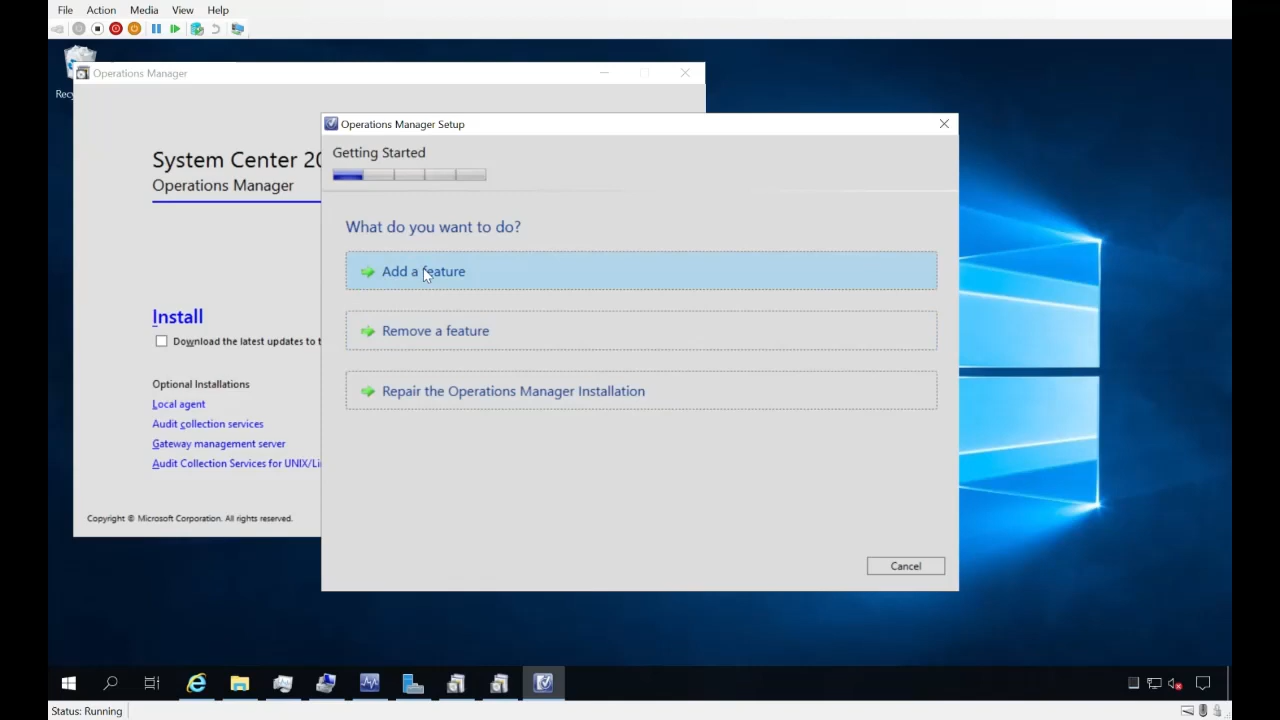 File Action Media View Help
Recy
Operations Manager
System Center 20
Operations Manager
Install
Download the latest updates to t
Optional Installations
Local agent
Audit collection services
Gateway management server
Audit Collection Services for UNIX/Li
Copyright © Microsoft Corporation. All rights reserved.
Operations Manager Setup
Getting Started
What do you want to do?
Add a feature
Remove a feature
Repair the Operations Manager Installation
Cancel
Status: Running